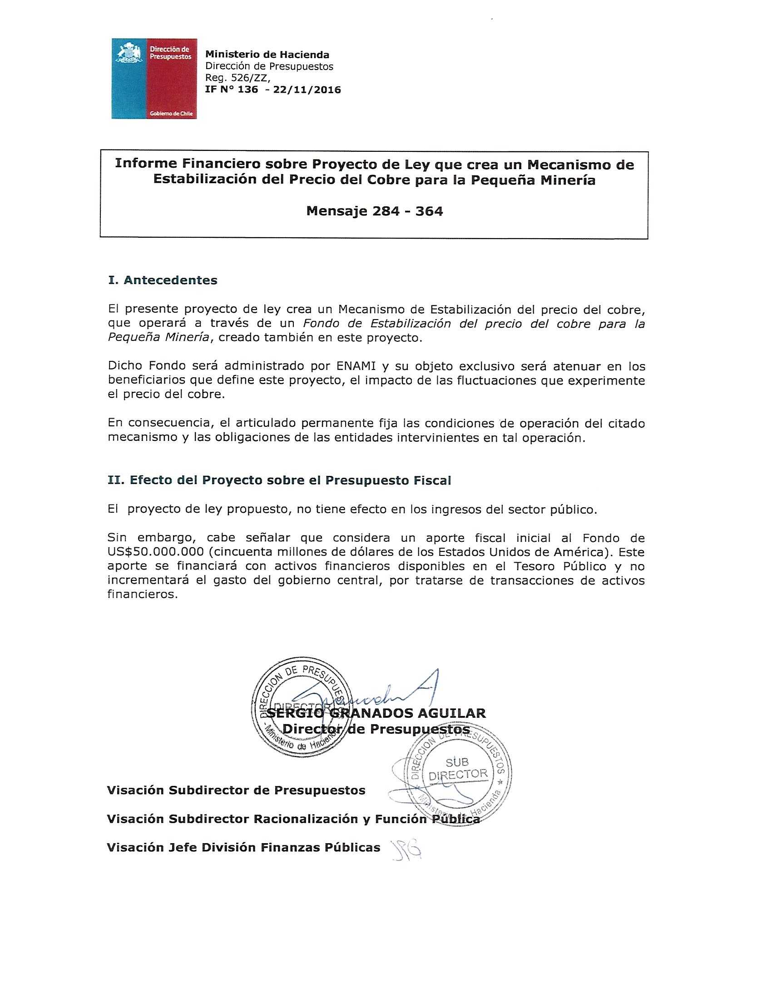 Dirección de
Presupuestos
Gobierno de Chile
Ministerio de Hacienda
Dirección de Presupuestos
Reg. 526/ZZ,
IF N° 136 - 22/11/2016
Informe Financiero sobre Proyecto de Ley que crea un Mecanismo de
Estabilización del Precio del Cobre para la Pequeña Minería
Mensaje 284 - 364
I. Antecedentes
El presente proyecto de ley crea un Mecanismo de Estabilización del precio del cobre,
que operará a través de un Fondo de Estabilización del precio del cobre para la
Pequeña Minería, creado también en este proyecto.
Dicho Fondo será administrado por ENAMI y su objeto exclusivo será atenuar en los
beneficiarios que define este proyecto, el impacto de las fluctuaciones que experimente
el precio del cobre.
En consecuencia, el articulado permanente fija las condiciones de operación del citado
mecanismo y las obligaciones de las entidades intervinientes en tal operación.
II. Efecto del Proyecto sobre el Presupuesto Fiscal
El proyecto de ley propuesto, no tiene efecto en los ingresos del sector público.
Sin embargo, cabe señalar que considera un aporte fiscal inicial al Fondo de
US$50.000.000 (cincuenta millones de dólares de los Estados Unidos de América). Este
aporte se financiará con activos financieros disponibles en el Tesoro Público y no
incrementará el gasto del gobierno central, por tratarse de transacciones de activos
financieros.
DIRECCION DE PRESUPUESTOS
DIRECTOR
- Ministerio de Hacienda -
SERGIO GRANADOS AGUILAR
Director de Presupuestos
DIRECCION DE PRESUPUESTOS
SUB
DIRECTOR
Ministerio de Hacienda
Visación Subdirector de Presupuestos
Visación Subdirector Racionalización y Función Pública
Visación Jefe División Finanzas Públicas